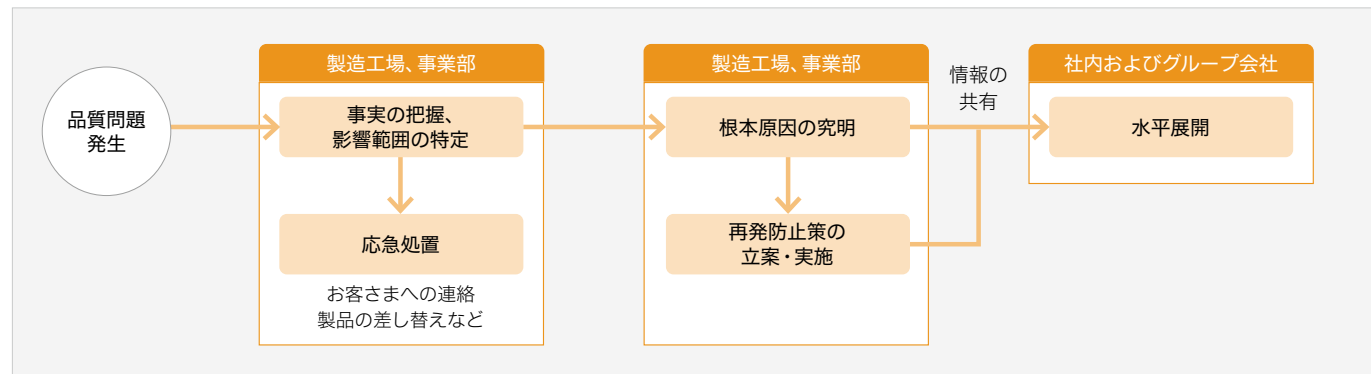 品質問題
発生
製造工場、事業部
事実の把握、
影響範囲の特定
応急処置
お客さまへの連絡
製品の差し替えなど
製造工場、事業部
根本原因の究明
再発防止策の
立案・実施
情報の
共有
社内およびグループ会社
水平展開